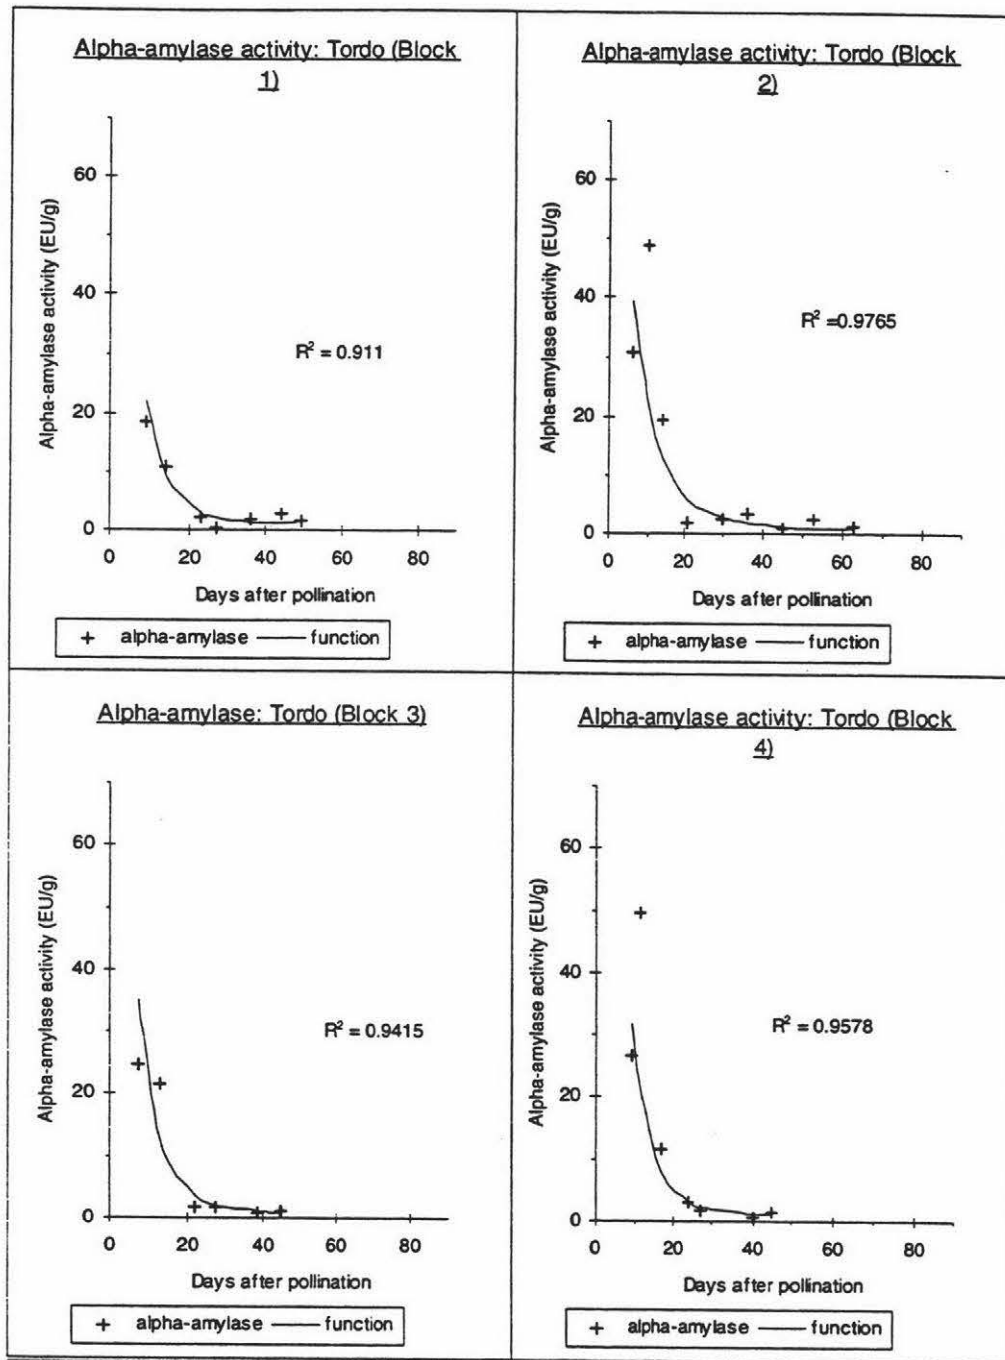 Alpha-amylase activity: Tordo (Block
1)
60
40
20
0
0 20 40 60 80
Alpha-amylase activity (EU/g)
R² = 0.911
Days after pollination
+ alpha-amylase — function
Alpha-amylase activity: Tordo (Block
2)
60
40
20
0
0 20 40 60 80
Alpha-amylase activity (EU/g)
R² =0.9765
Days after pollination
+ alpha-amylase — function
Alpha-amylase: Tordo (Block 3)
60
40
20
0
0 20 40 60 80
Alpha-amylase activity (EU/g)
R² = 0.9415
Days after pollination
+ alpha-amylase — function
Alpha-amylase activity: Tordo (Block
4)
60
40
20
0
0 20 40 60 80
Alpha-amylase activity (EU/g)
R² = 0.9578
Days after pollination
+ alpha-amylase — function